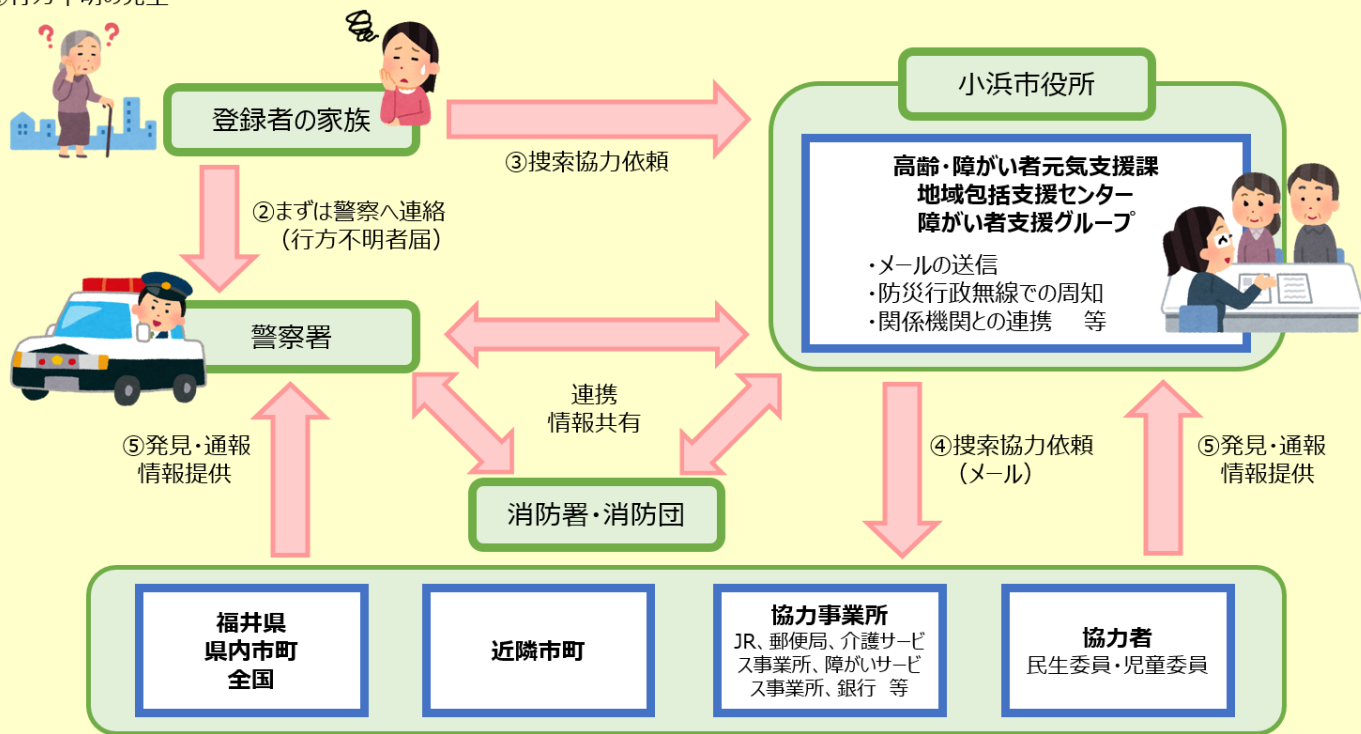 行方不明の発生
? ?
登録者の家族
小浜市役所
③捜索協力依頼
高齢・障がい者元気支援課
地域包括支援センター
障がい者支援グループ
・メールの送信
・防災行政無線での周知
・関係機関との連携 等
②まずは警察へ連絡
(行方不明者届)
警察署
連携
情報共有
⑤発見・通報
情報提供
④捜索協力依頼
(メール)
⑤発見・通報
情報提供
消防署・消防団
福井県
県内市町
全国
近隣市町
協力事業所
JR、郵便局、介護サービ
ス事業所、障がいサービ
ス事業所、銀行 等
協力者
民生委員・児童委員